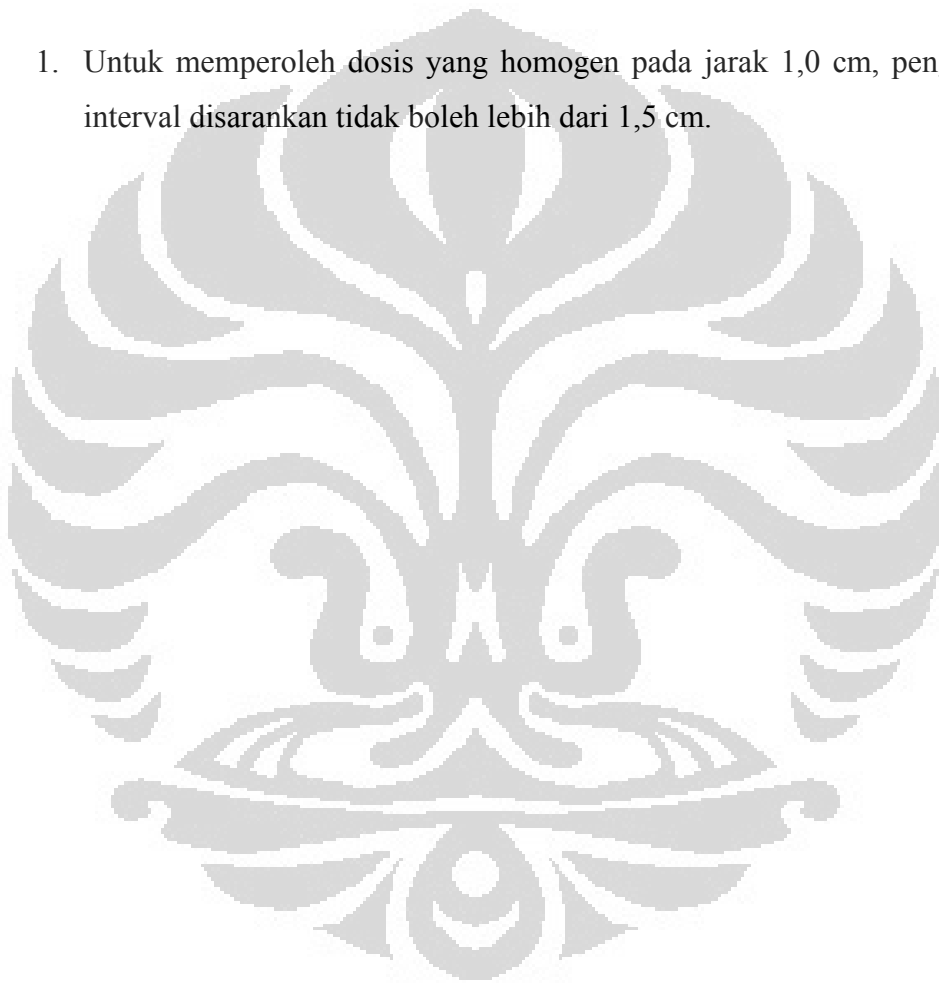 1. Untuk memperoleh dosis yang homogen pada jarak 1,0 cm, pen
interval disarankan tidak boleh lebih dari 1,5 cm.